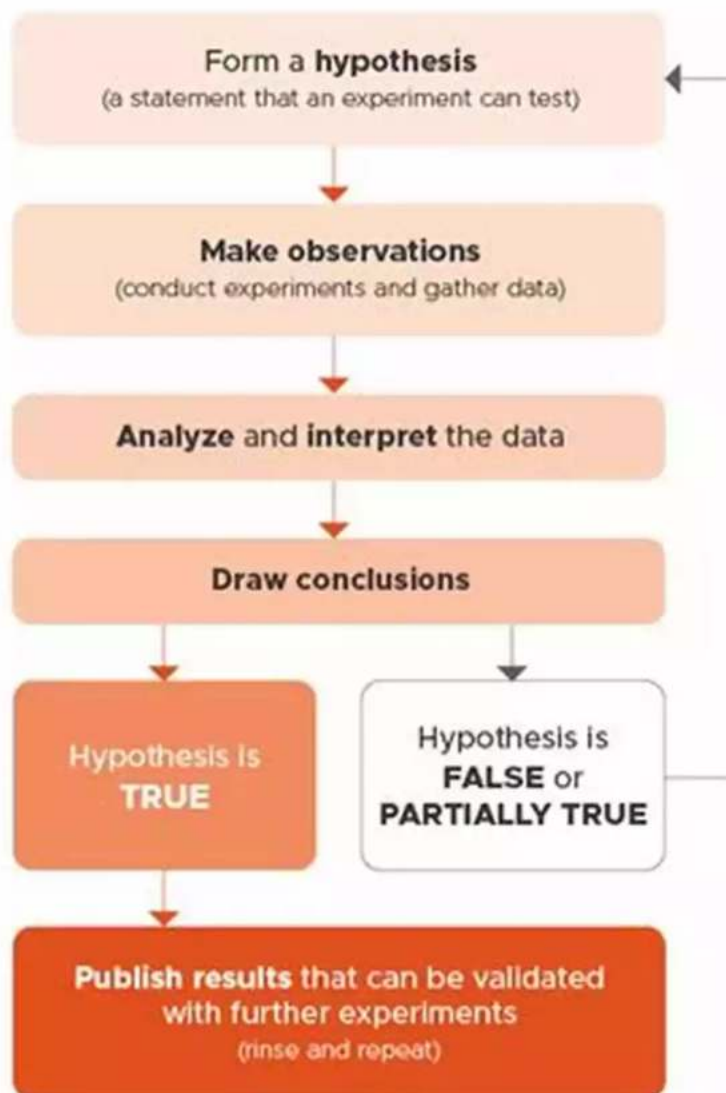 Form a hypothesis
(a statement that an experiment can test)
Make observations
(conduct experiments and gather data)
Analyze and interpret the data
Draw conclusions
Hypothesis is
TRUE
Hypothesis is
FALSE or
PARTIALLY TRUE
Publish results that can be validated
with further experiments
(rinse and repeat)